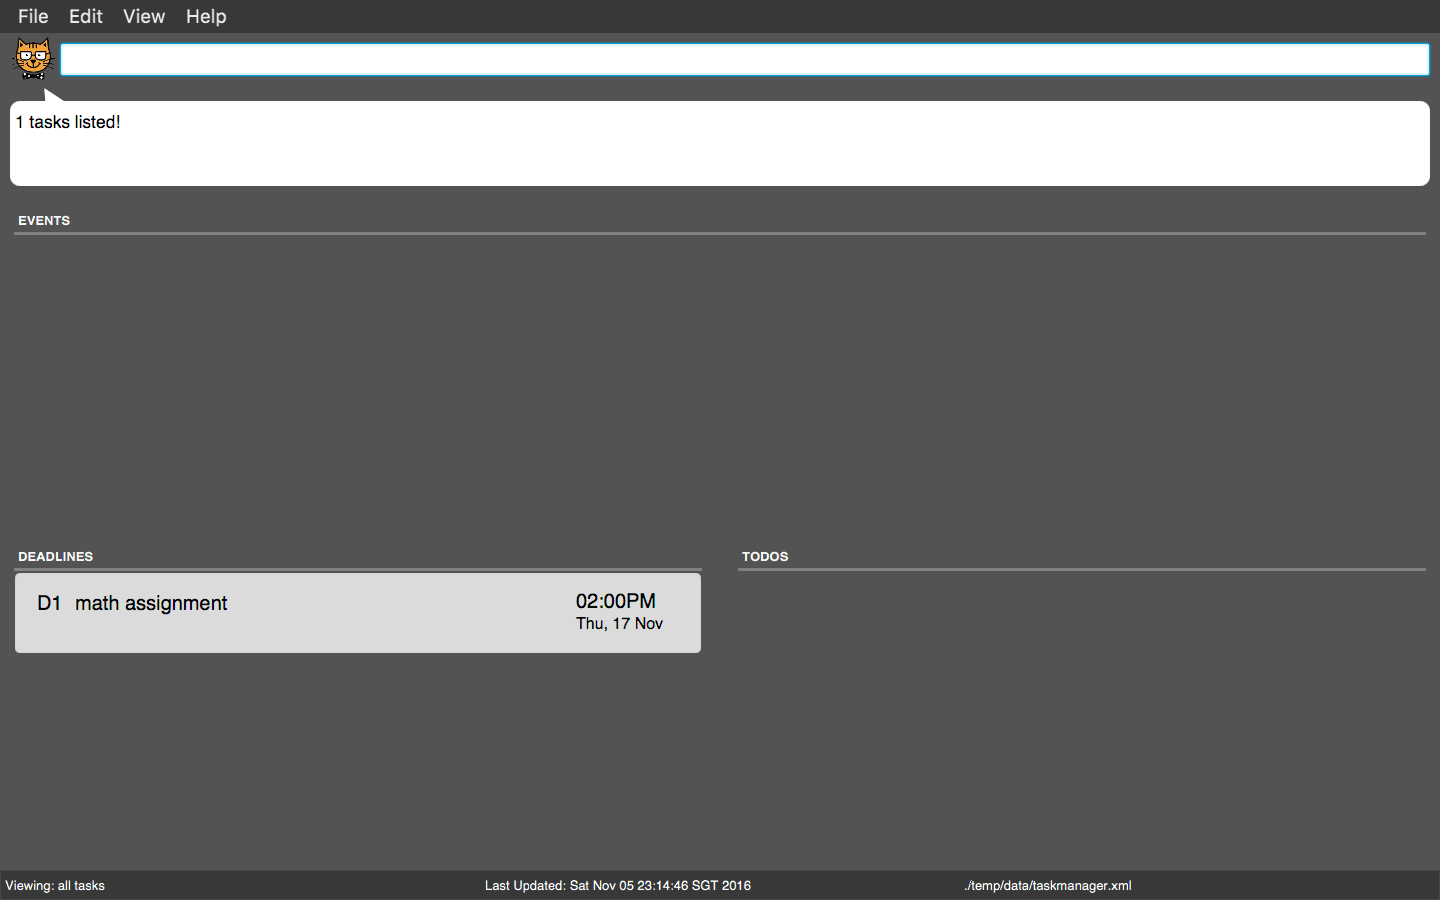 File Edit View Help
1 tasks listed!
EVENTS
DEADLINES
D1 math assignment
02:00PM
Thu, 17 Nov
TODOS
Viewing: all tasks
Last Updated: Sat Nov 05 23:14:46 SGT 2016
./temp/data/taskmanager.xml